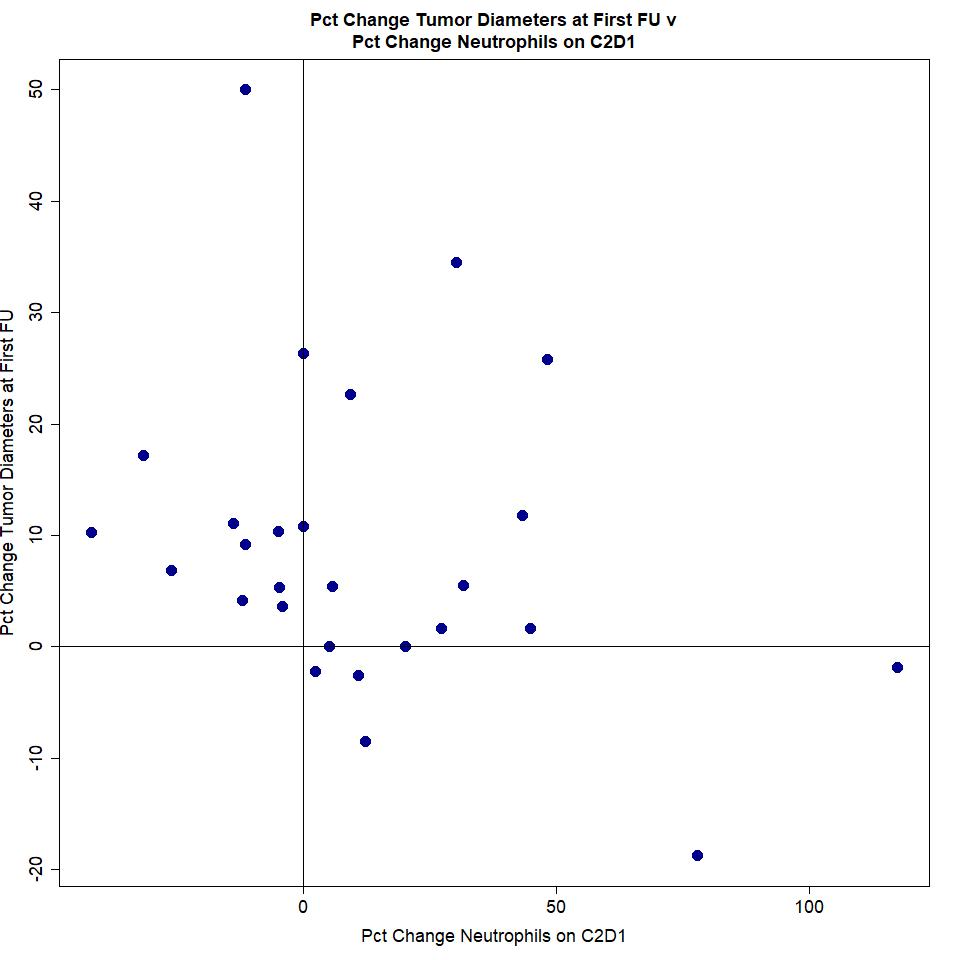 Pct Change Tumor Diameters at First FU v
Pct Change Neutrophils on C2D1
Pct Change Tumor Diameters at First FU
50
40
30
20
10
0
-10
-20
0
50
100
Pct Change Neutrophils on C2D1